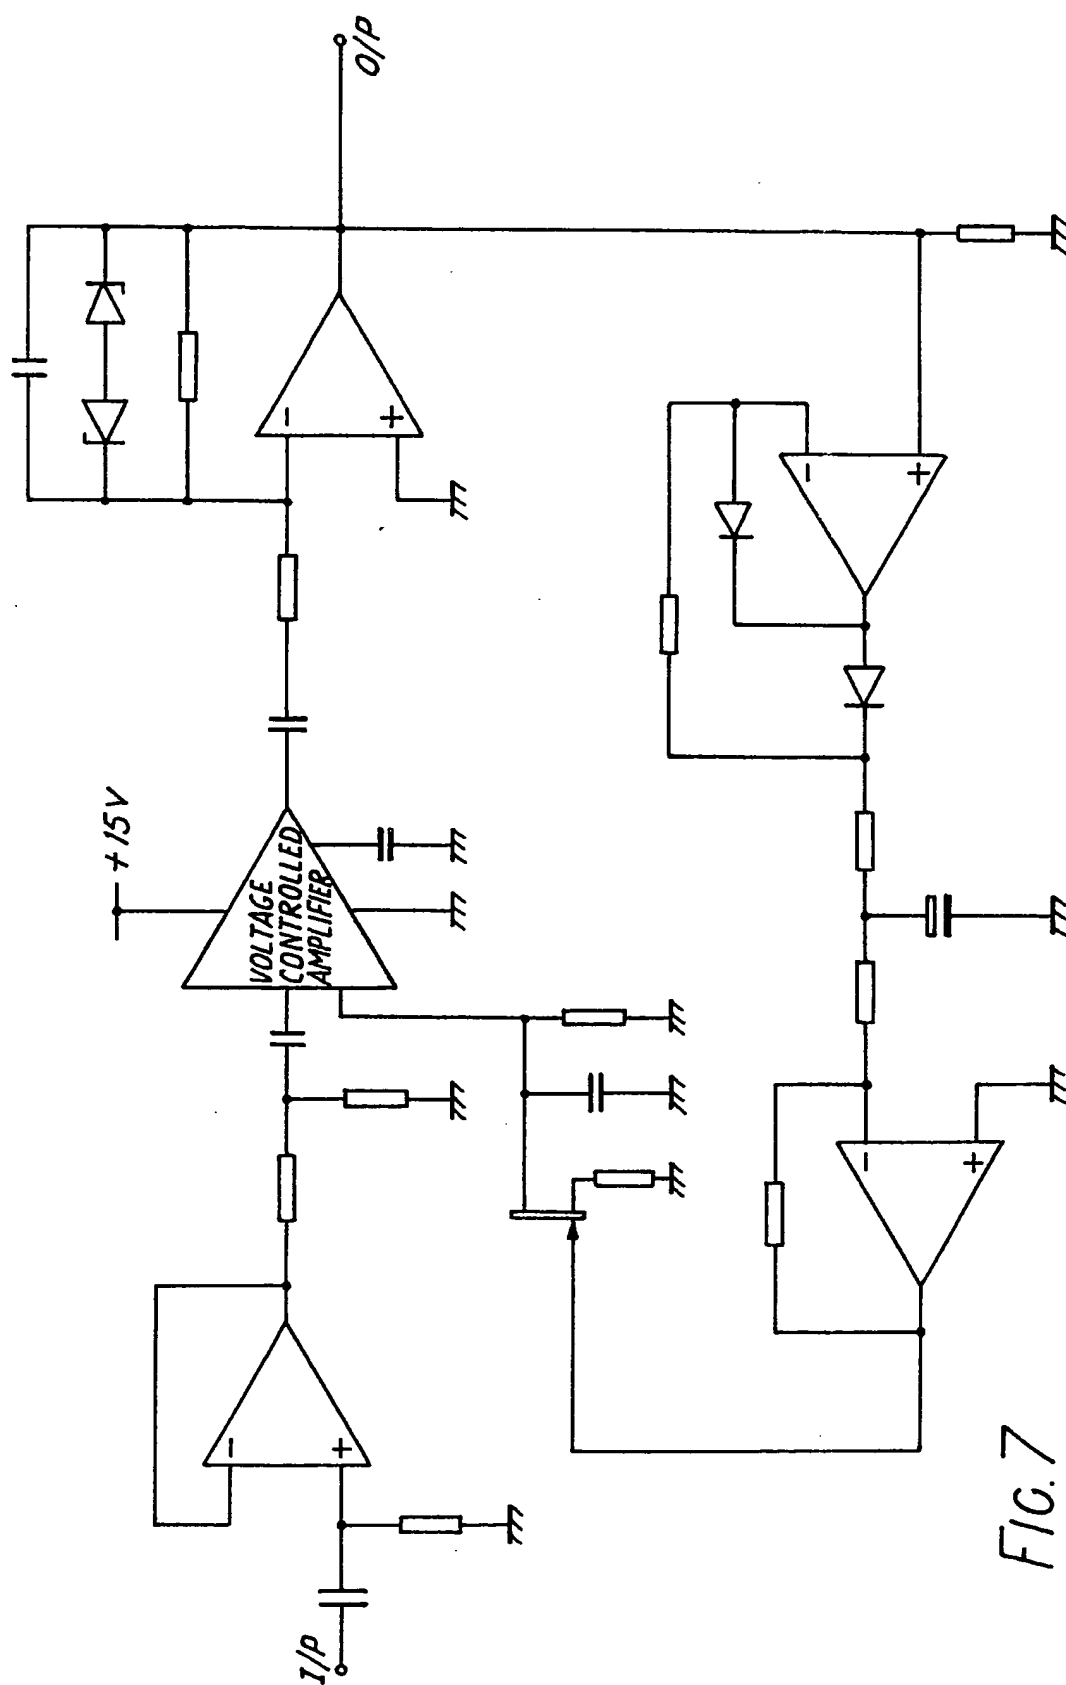 I/P
+15V
VOLTAGE
CONTROLLED
AMPLIFIER
O/P
-
+
-
+
-
+
-
+
FIG. 7